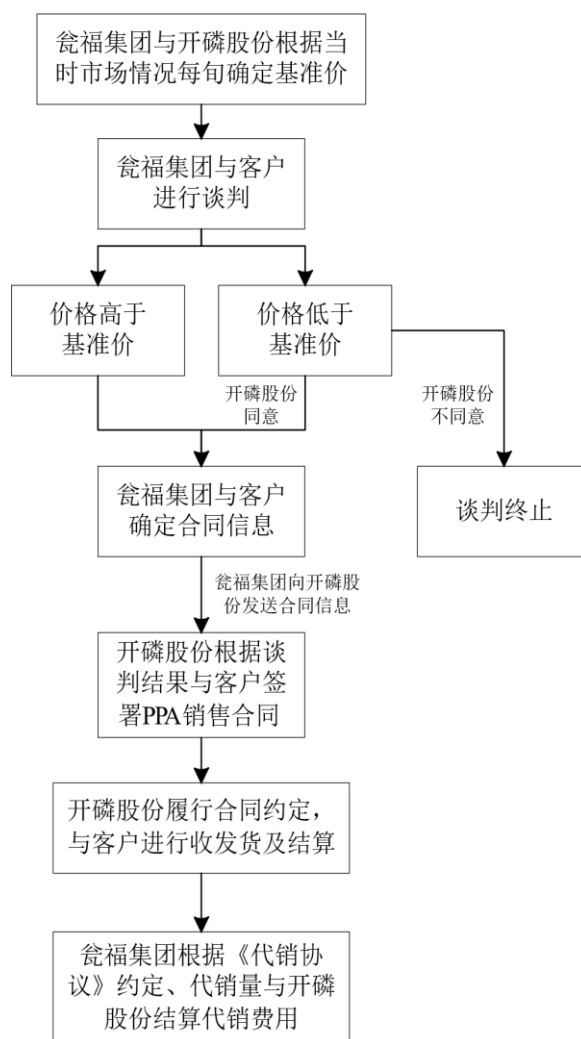 瓮福集团与开磷股份根据当
时市场情况每旬确定基准价
瓮福集团与客户
进行谈判
价格高于
基准价
价格低于
基准价
开磷股份
同意
开磷股份
不同意
瓮福集团与客户
确定合同信息
谈判终止
瓮福集团向开磷股
份发送合同信息
开磷股份根据谈
判结果与客户签
署PPA销售合同
开磷股份履行合同约定，
与客户进行收发货及结算
瓮福集团根据《代销协
议》约定、代销量与开磷
股份结算代销费用